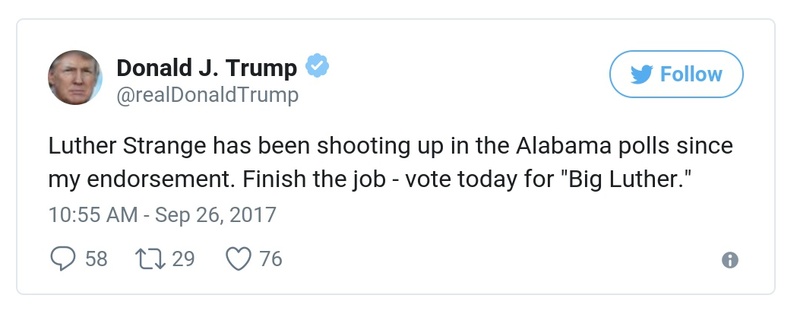 Donald J. Trump
@realDonaldTrump
Follow
Luther Strange has been shooting up in the Alabama polls since
my endorsement. Finish the job - vote today for "Big Luther."
10:55 AM - Sep 26, 2017
58 29 76